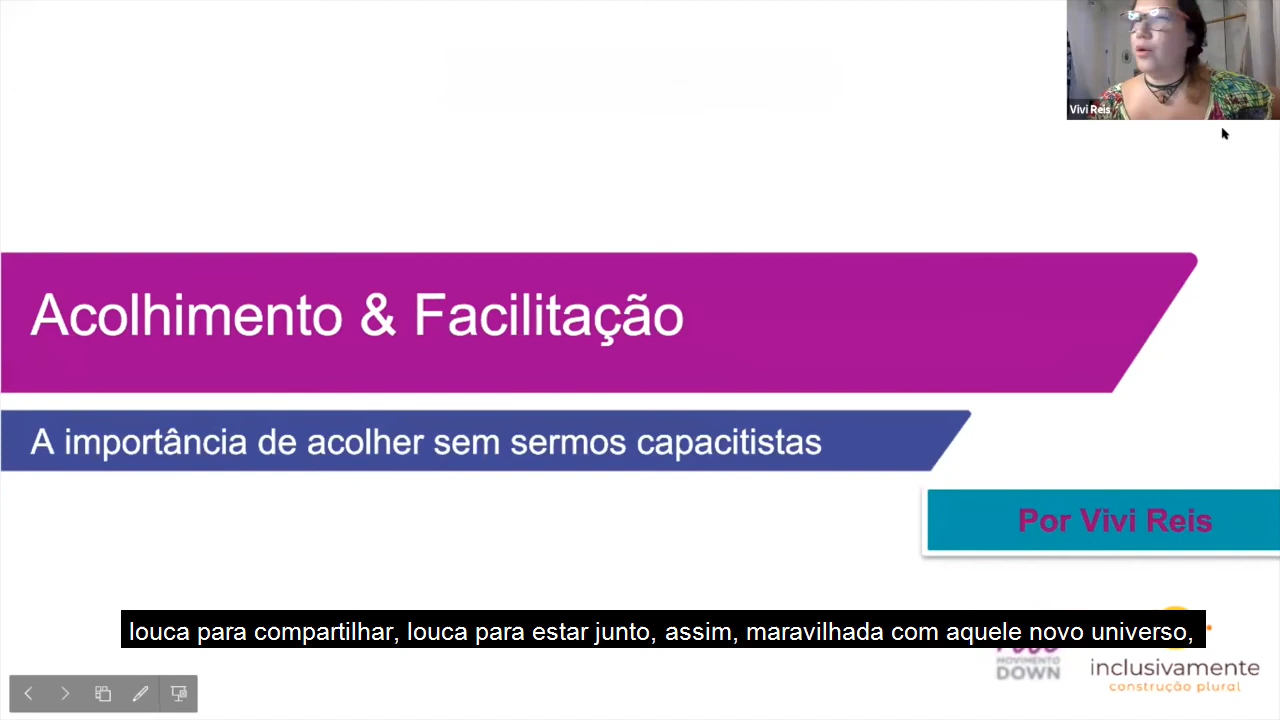 Vivi Reis
Acolhimento & Facilitação
A importância de acolher sem sermos capacitistas
Por Vivi Reis
louca para compartilhar, louca para estar junto, assim, maravilhada com aquele novo universo,
MOVIMENTO
DOWN
inclusivamente
construção plural